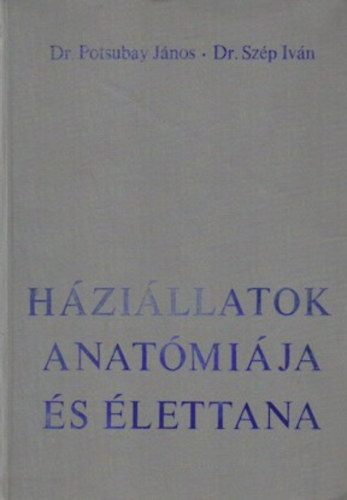 Dr. Potsubay János · Dr. Szép Iván
HÁZIÁLLATOK
ANATÓMIÁJA
ÉS ÉLETTANA